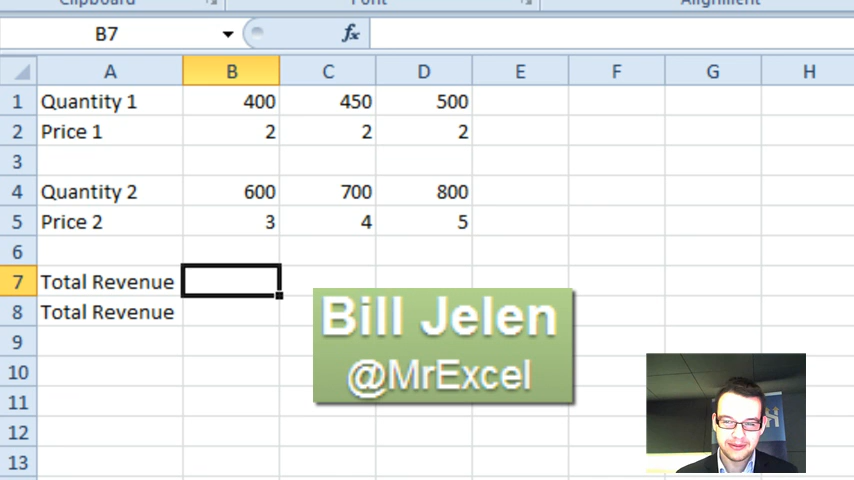 Clipboard Font Alignment
B7 fx
A B C D E F G H
1 Quantity 1 400 450 500
2 Price 1 2 2 2
3
4 Quantity 2 600 700 800
5 Price 2 3 4 5
6
7 Total Revenue
8 Total Revenue
9
10
11
12
13
Bill Jelen
@MrExcel
H